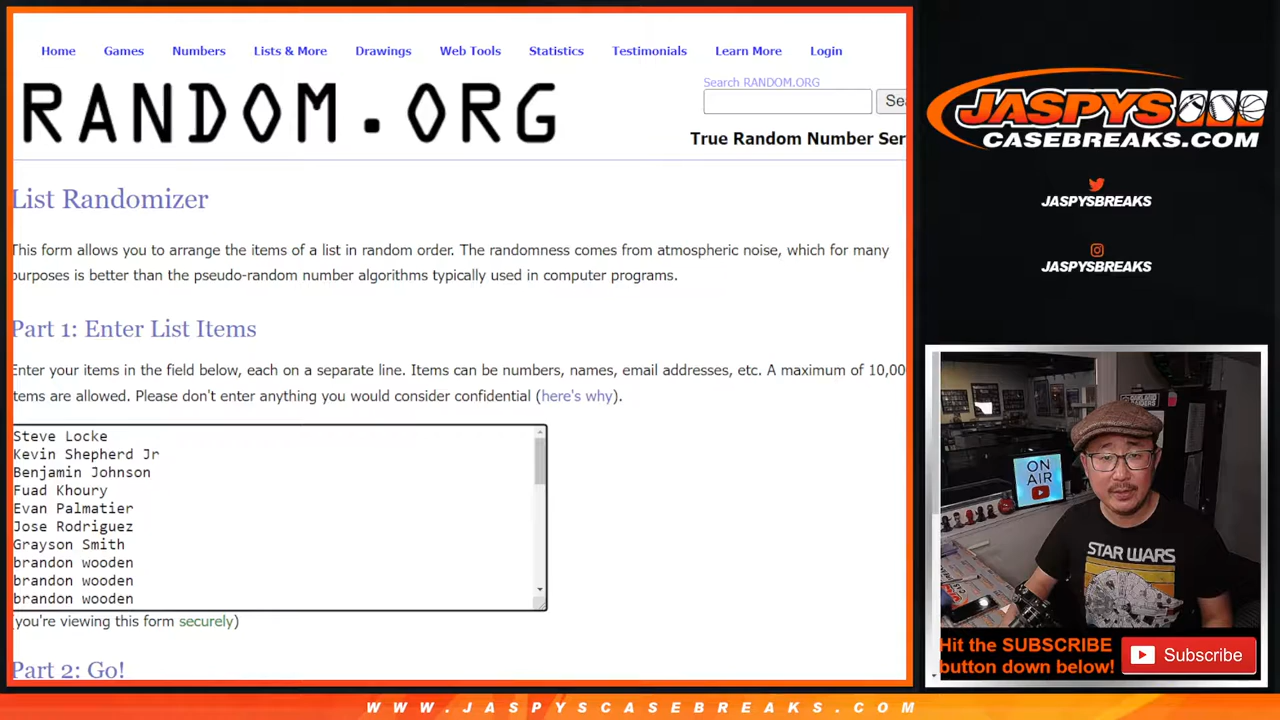 Home Games Numbers Lists & More Drawings Web Tools Statistics Testimonials Learn More Login
RANDOM.ORG
Search RANDOM.ORG
True Random Number Ser
List Randomizer
This form allows you to arrange the items of a list in random order. The randomness comes from atmospheric noise, which for many
purposes is better than the pseudo-random number algorithms typically used in computer programs.
Part 1: Enter List Items
Enter your items in the field below, each on a separate line. Items can be numbers, names, email addresses, etc. A maximum of 10,00
items are allowed. Please don't enter anything you would consider confidential (here's why).
Steve Locke
Kevin Shepherd Jr
Benjamin Johnson
Fuad Khoury
Evan Palmatier
Jose Rodriguez
Grayson Smith
brandon wooden
brandon wooden
brandon wooden
(you're viewing this form securely)
Part 2: Go!
JASPYS
CASEBREAKS.COM
JASPYSBREAKS
JASPYSBREAKS
ON
AIR
STAR WARS
Hit the SUBSCRIBE
button down below!
Subscribe
WWW.JASPYSCASEBREAKS.COM